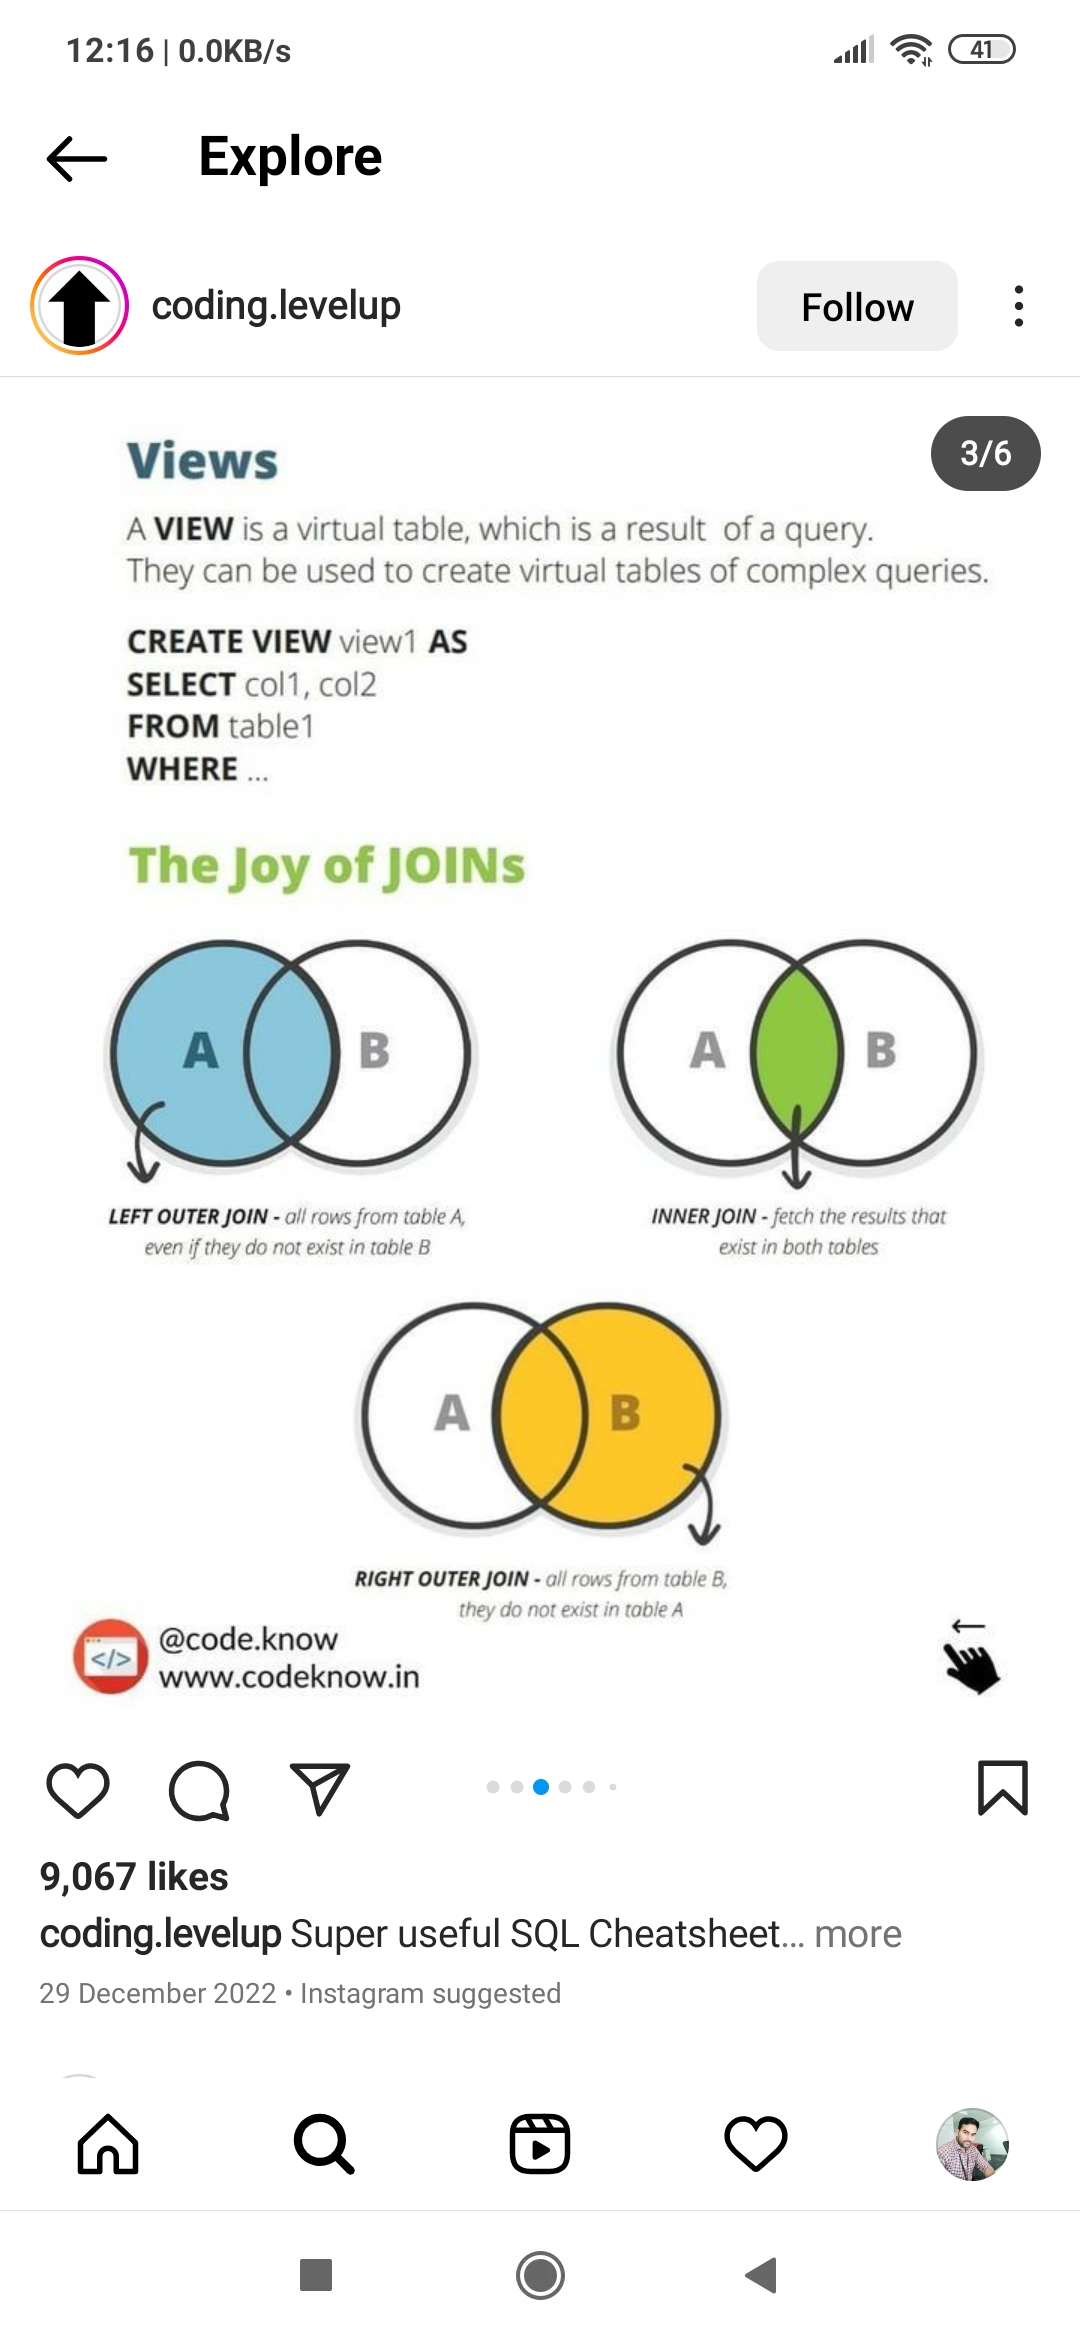 12:16 | 0.0KB/s
41
Explore
coding.levelup
Follow
3/6
Views
A VIEW is a virtual table, which is a result of a query.
They can be used to create virtual tables of complex queries.
CREATE VIEW view1 AS
SELECT col1, col2
FROM table1
WHERE ...
The Joy of JOINs
A B
A B
LEFT OUTER JOIN - all rows from table A,
even if they do not exist in table B
INNER JOIN - fetch the results that
exist in both tables
A B
RIGHT OUTER JOIN - all rows from table B,
they do not exist in table A
</>
@code.know
www.codeknow.in
9,067 likes
coding.levelup Super useful SQL Cheatsheet... more
29 December 2022 • Instagram suggested